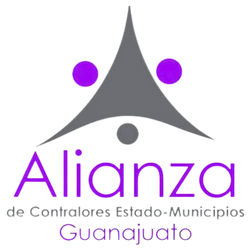 Alianza
de Contralores Estado-Municipios
Guanajuato